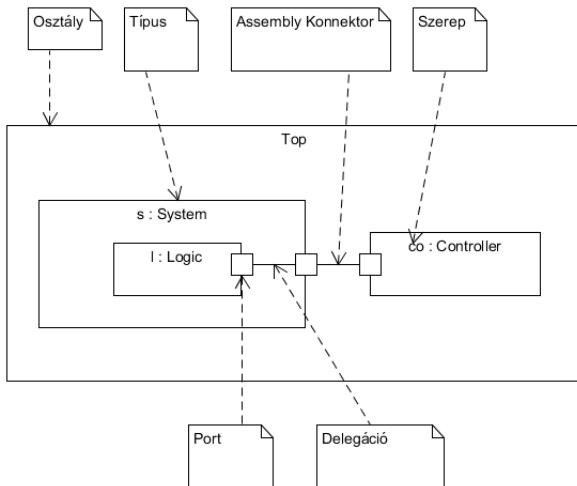 Osztály
Típus
Assembly Konnektor
Szerep
Top
s : System
l : Logic
co : Controller
Port
Delegáció